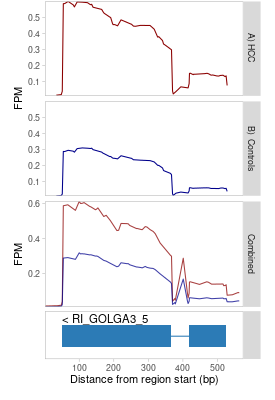 0.5
0.4
0.3
0.2
0.1
FPM
A) HCC
0.5
0.4
0.3
0.2
0.1
B) Controls
0.6
0.4
0.2
FPM
Combined
< RI_GOLGA3_5
100 200 300 400 500
Distance from region start (bp)